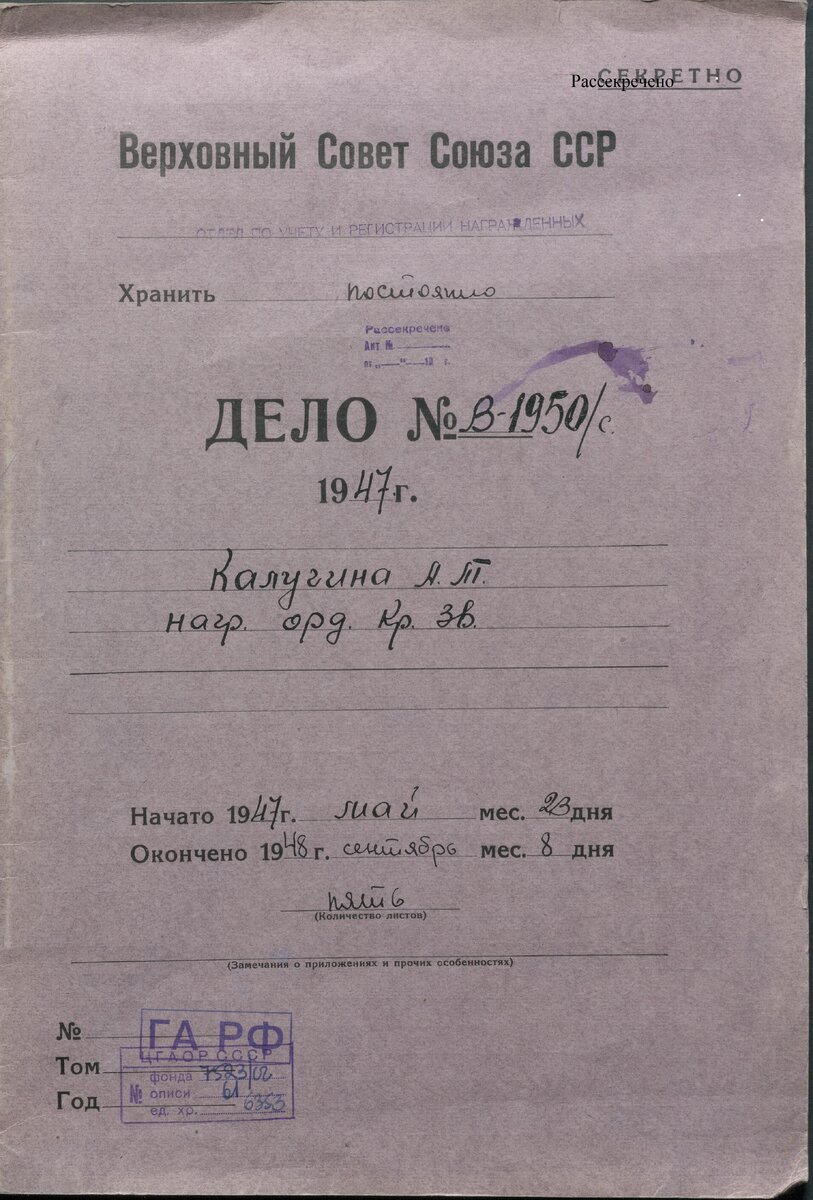 СЕКРЕТНО
Рассекречено
Верховный Совет Союза ССР
ОТДЕЛ ПО УЧЕТУ И РЕГИСТРАЦИИ НАГРАЖДЕННЫХ
Хранить постоянно
Рассекречено
Акт №
от „ “ 19 г.
ДЕЛО № В-1950/с.
1947 г.
Калугина А. Т.
нагр. орд. Кр. Зв.
Начато 1947 г. май мес. 23 дня
Окончено 1948 г. сентябрь мес. 8 дня
пять
(Количество листов)
(Замечания о приложениях и прочих особенностях)
№
Том
Год
ГА РФ
ЦГАОР СССР
фонда 7523/02
№ описи 61
ед. хр. 6353